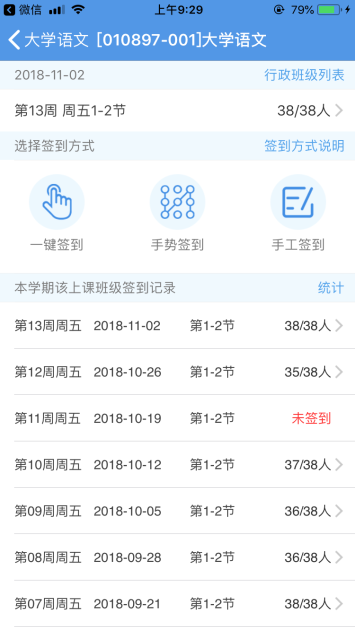 微信 上午9:29 79%
大学语文 [010897-001]大学语文
2018-11-02 行政班级列表
第13周 周五1-2节 38/38人
选择签到方式 签到方式说明
一键签到 手势签到 手工签到
本学期该上课班级签到记录 统计
第13周周五 2018-11-02 第1-2节 38/38人
第12周周五 2018-10-26 第1-2节 35/38人
第11周周五 2018-10-19 第1-2节 未签到
第10周周五 2018-10-12 第1-2节 37/38人
第09周周五 2018-10-05 第1-2节 36/38人
第08周周五 2018-09-28 第1-2节 36/38人
第07周周五 2018-09-21 第1-2节 38/38人